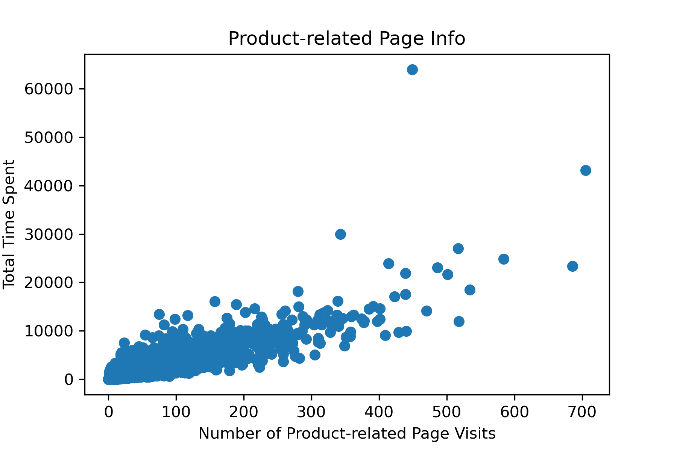 Product-related Page Info
Total Time Spent
60000
50000
40000
30000
20000
10000
0
0 100 200 300 400 500 600 700
Number of Product-related Page Visits